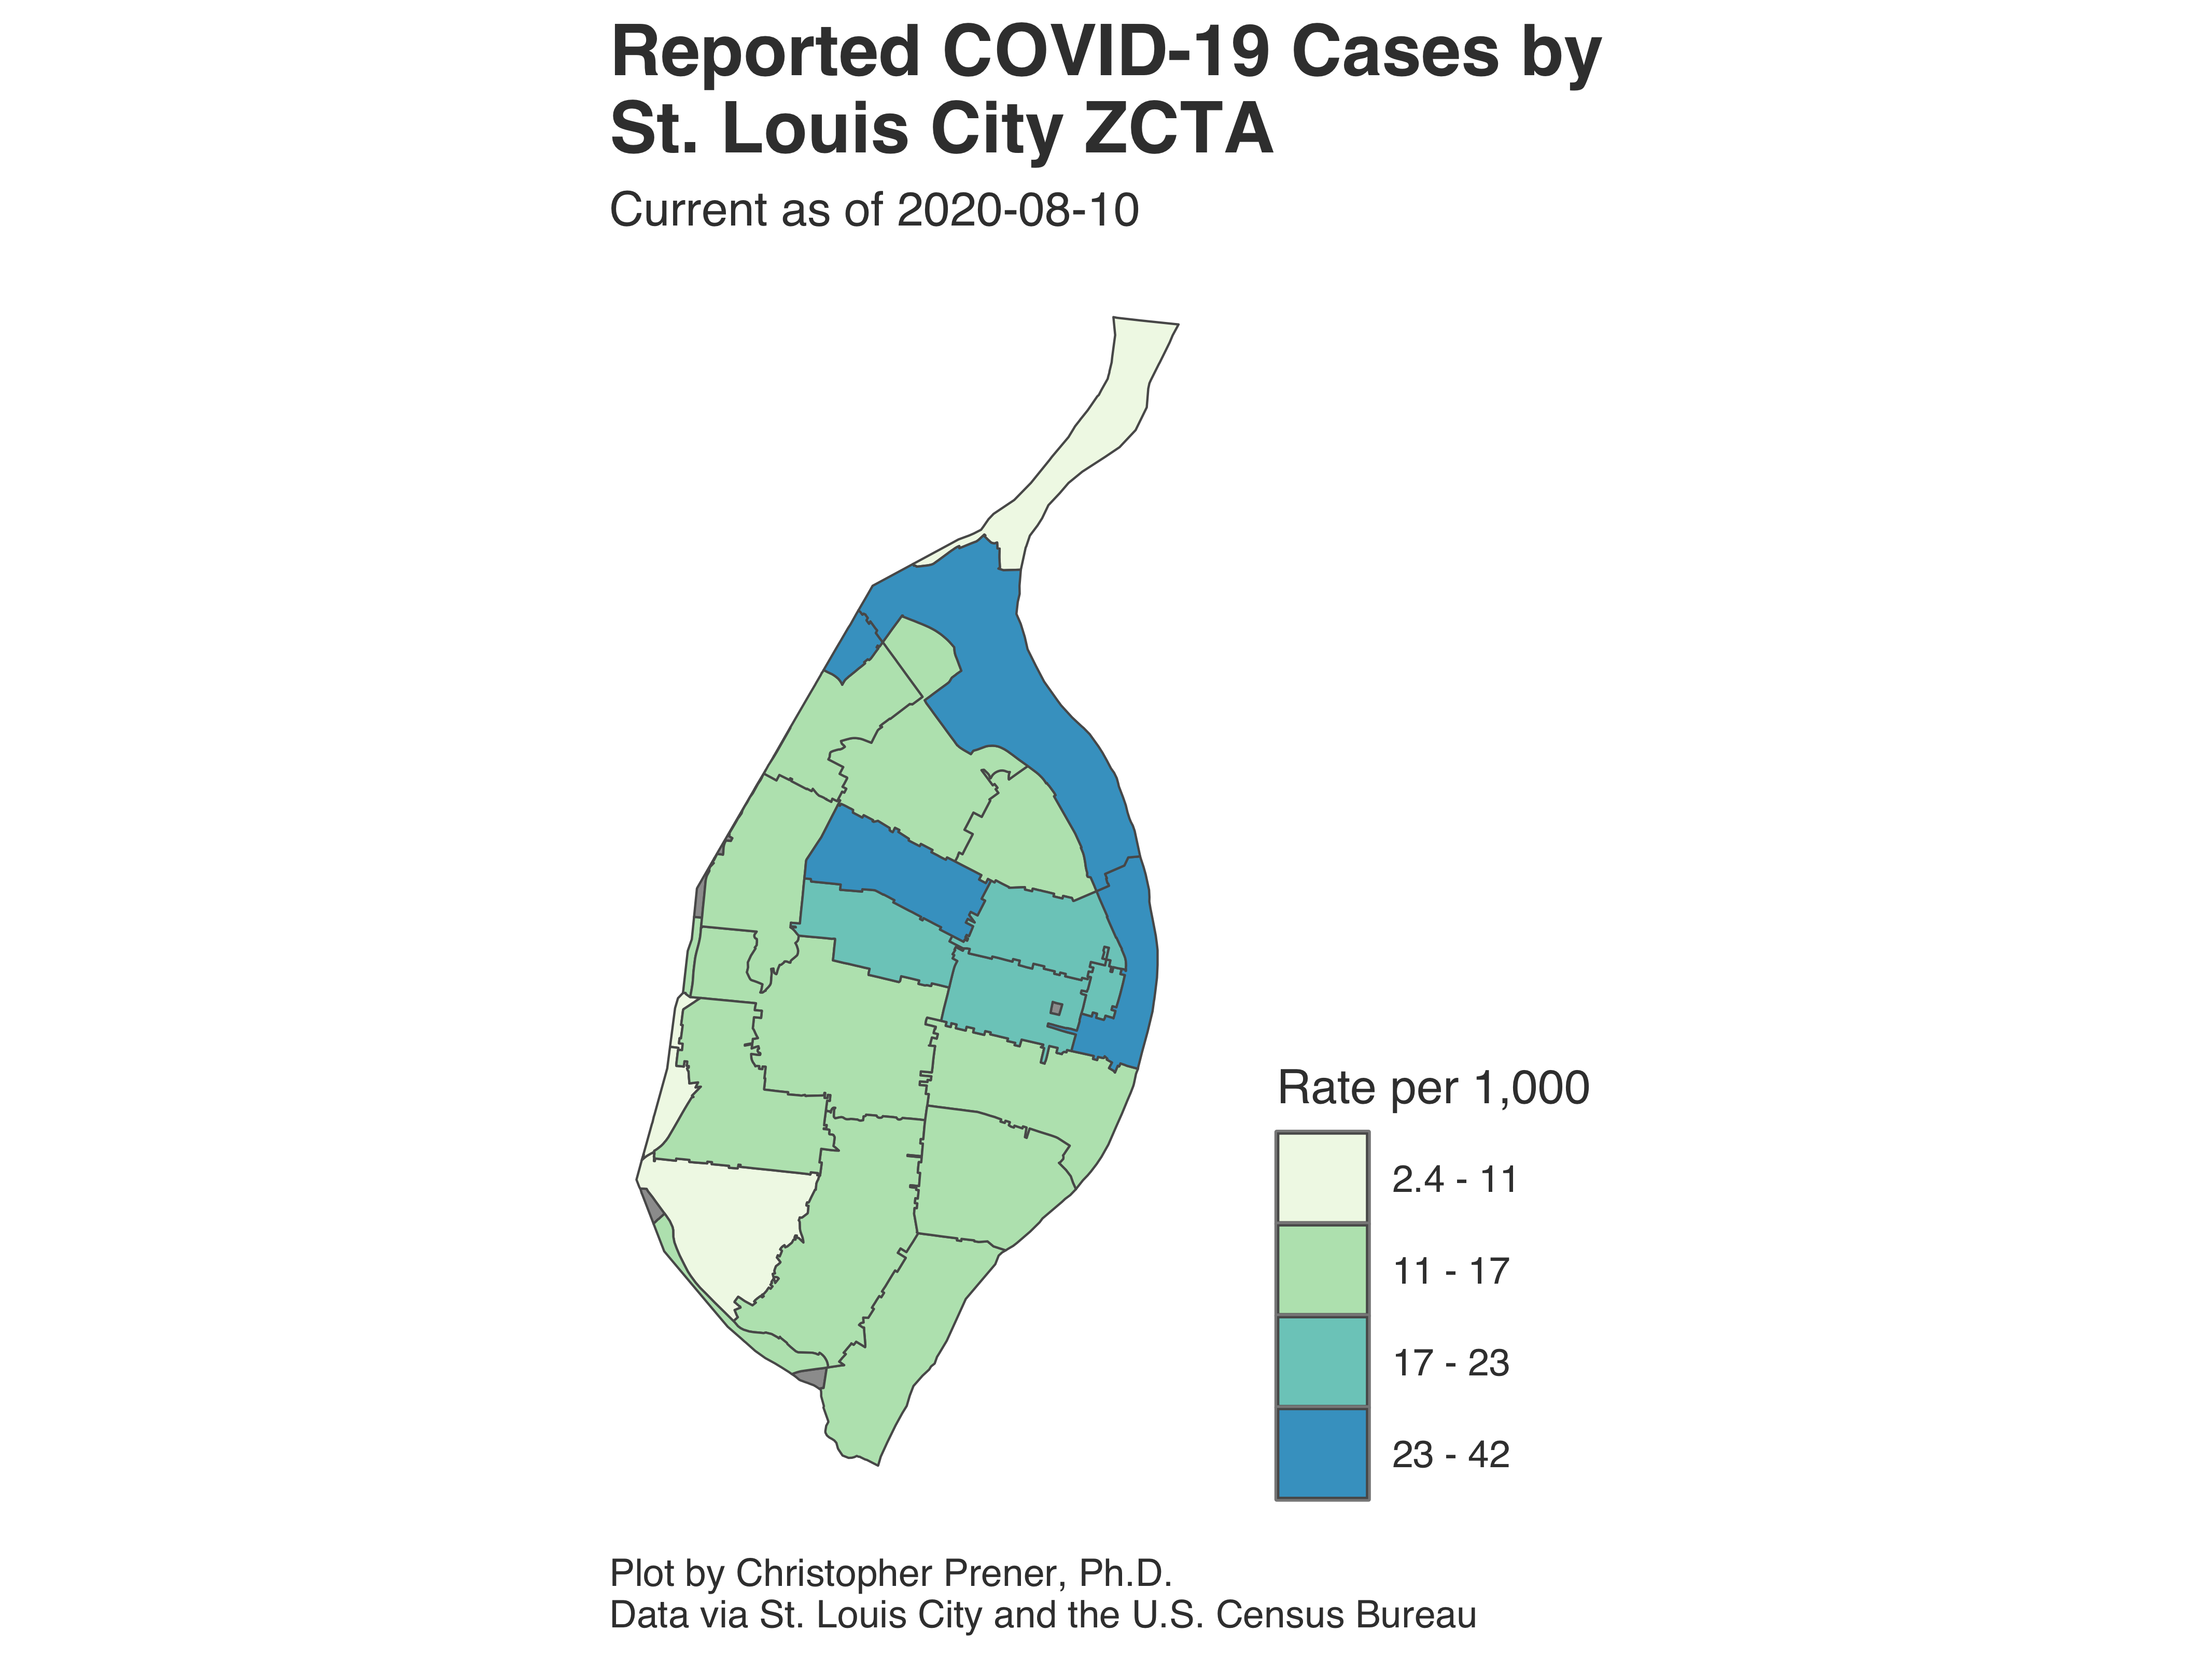 Reported COVID-19 Cases by
St. Louis City ZCTA
Current as of 2020-08-10
Rate per 1,000
2.4 - 11
11 - 17
17 - 23
23 - 42
Plot by Christopher Prener, Ph.D.
Data via St. Louis City and the U.S. Census Bureau